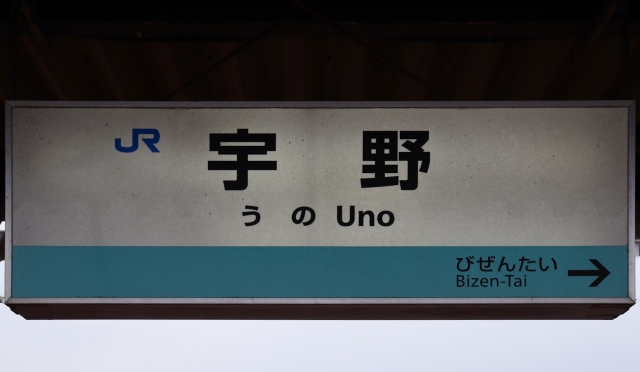 JR
宇野
うの Uno
びぜんたい →
Bizen-Tai